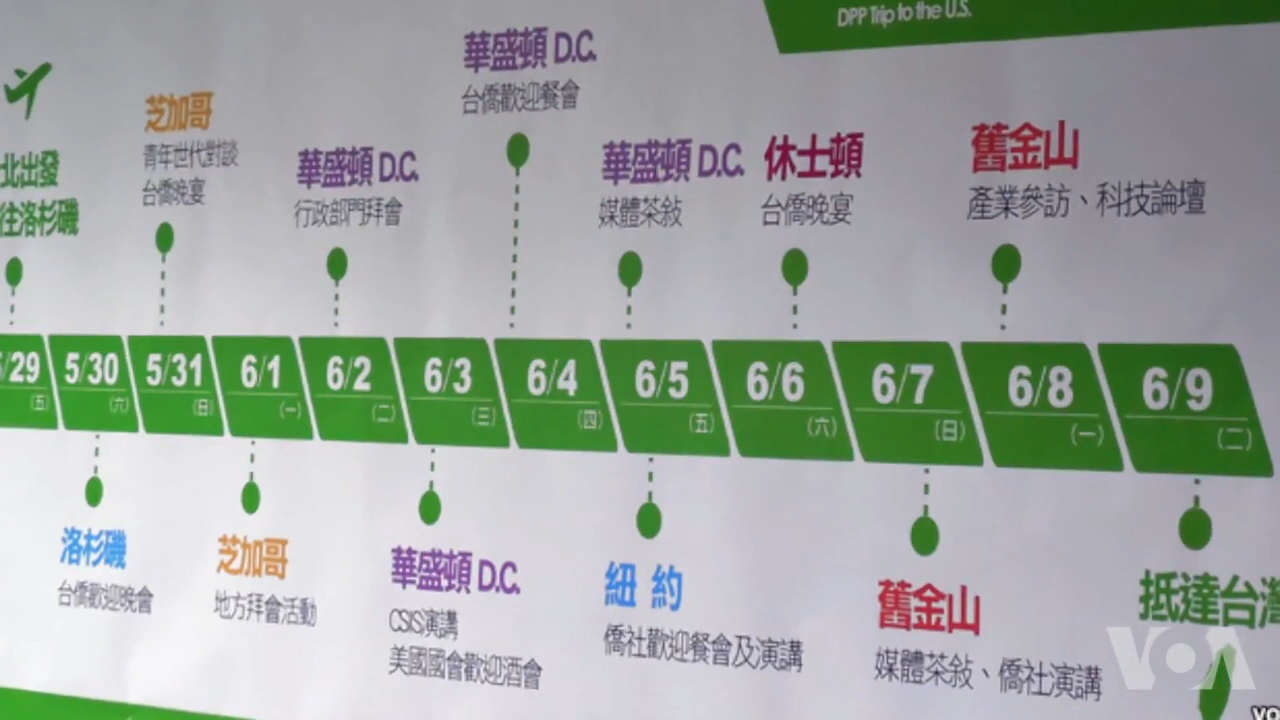 DPP Trip to the U.S.
北出發
往洛杉磯
芝加哥
青年世代對談
台僑晚宴
華盛頓 D.C.
行政部門拜會
華盛頓 D.C.
台僑歡迎餐會
華盛頓 D.C.
媒體茶敍
休士頓
台僑晚宴
舊金山
產業參訪、科技論壇
5/29 5/30 5/31 6/1 6/2 6/3 6/4 6/5 6/6 6/7 6/8 6/9
(五) (六) (日) (一) (二) (三) (四) (五) (六) (日) (一) (二)
洛杉磯
台僑歡迎晚會
芝加哥
地方拜會活動
華盛頓 D.C.
CSIS演講
美國國會歡迎酒會
紐約
僑社歡迎餐會及演講
舊金山
媒體茶敍、僑社演講
抵達台灣
VOA